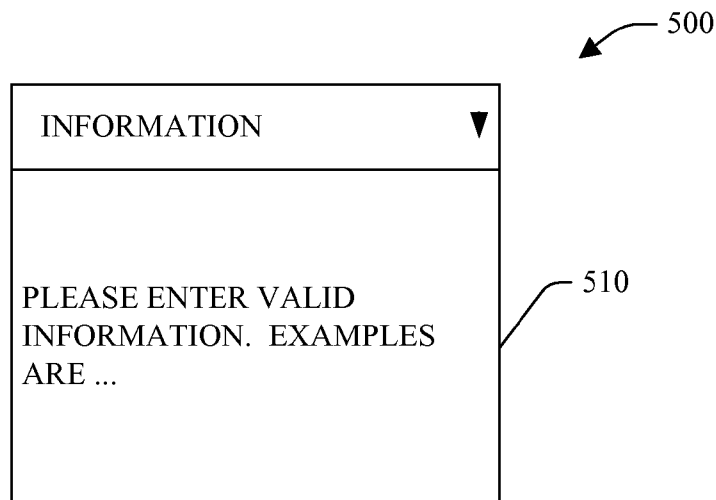 500
INFORMATION
510
PLEASE ENTER VALID
INFORMATION. EXAMPLES
ARE ...